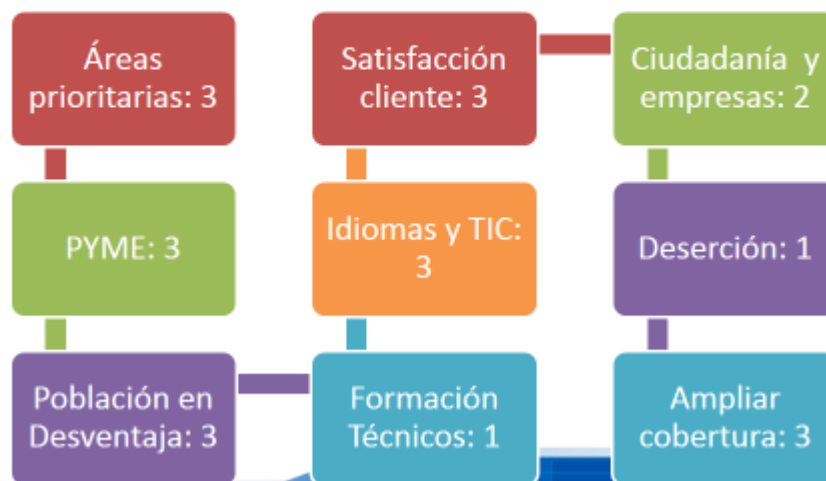 Áreas
prioritarias: 3
PYME: 3
Población en
Desventaja: 3
Formación
Técnicos: 1
Idiomas y TIC:
3
Satisfacción
cliente: 3
Ciudadanía y
empresas: 2
Deserción: 1
Ampliar
cobertura: 3